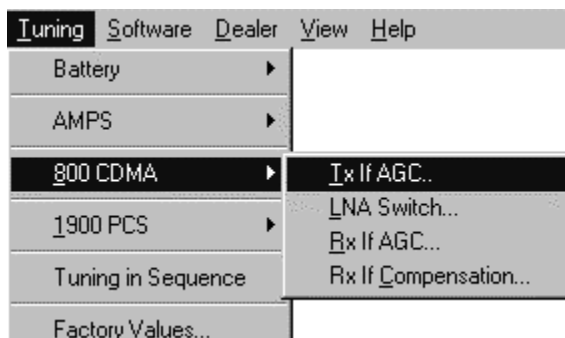 Tuning Software Dealer View Help
Battery
AMPS
800 CDMA
1900 PCS
Tuning in Sequence
Factory Values...
Tx If AGC..
LNA Switch...
Rx If AGC...
Rx If Compensation...